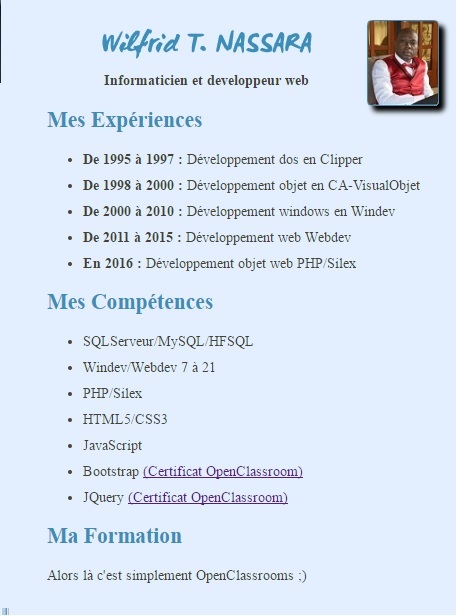 Wilfrid T. NASSARA
Informaticien et developpeur web
Mes Expériences
De 1995 à 1997 : Développement dos en Clipper
De 1998 à 2000 : Développement objet en CA-VisualObjet
De 2000 à 2010 : Développement windows en Windev
De 2011 à 2015 : Développement web Webdev
En 2016 : Développement objet web PHP/Silex
Mes Compétences
SQLServeur/MySQL/HFSQL
Windev/Webdev 7 à 21
PHP/Silex
HTML5/CSS3
JavaScript
Bootstrap (Certificat OpenClassroom)
JQuery (Certificat OpenClassroom)
Ma Formation
Alors là c'est simplement OpenClassrooms ;)